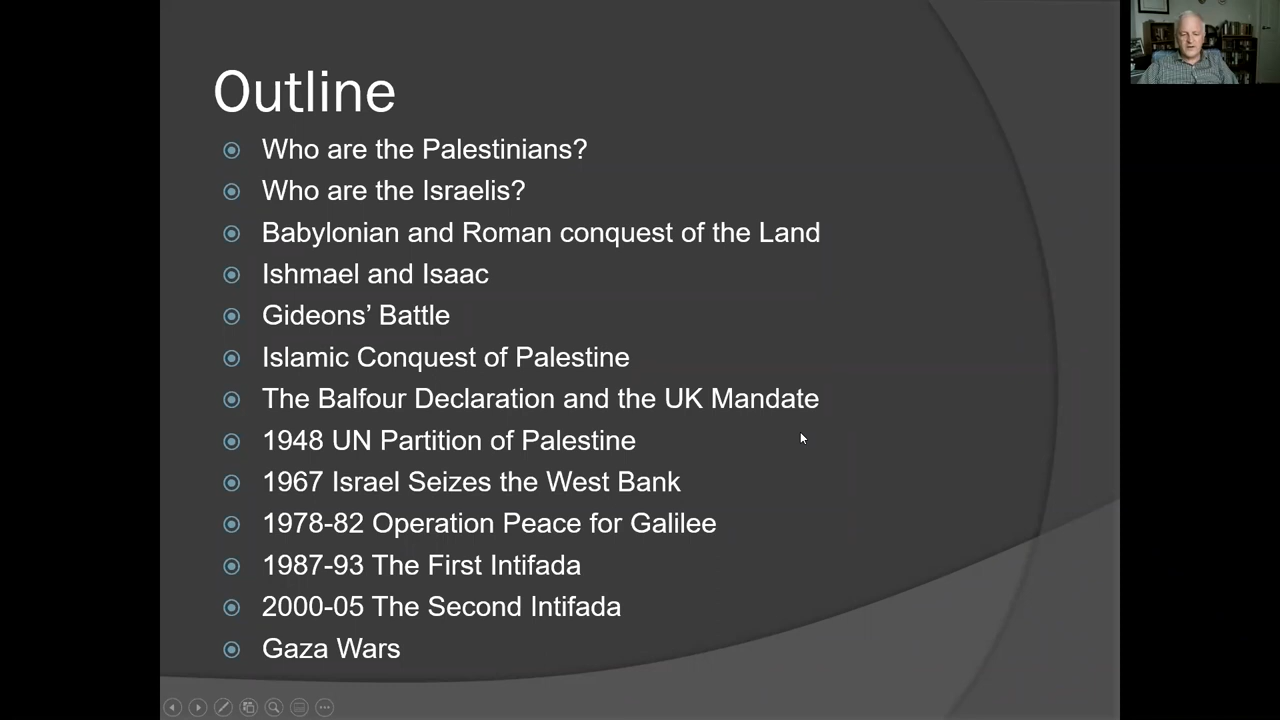 Outline
Who are the Palestinians?
Who are the Israelis?
Babylonian and Roman conquest of the Land
Ishmael and Isaac
Gideons’ Battle
Islamic Conquest of Palestine
The Balfour Declaration and the UK Mandate
1948 UN Partition of Palestine
1967 Israel Seizes the West Bank
1978-82 Operation Peace for Galilee
1987-93 The First Intifada
2000-05 The Second Intifada
Gaza Wars